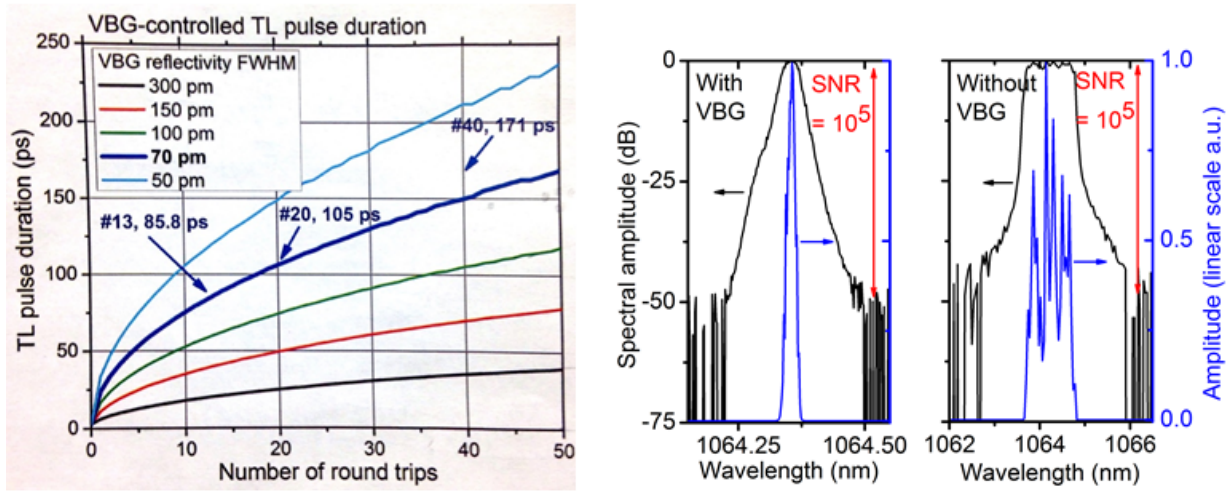 VBG-controlled TL pulse duration
250
200
150
100
50
0
TL pulse duration (ps)
VBG reflectivity FWHM
300 pm
150 pm
100 pm
70 pm
50 pm
#13, 85.8 ps
#20, 105 ps
#40, 171 ps
0 10 20 30 40 50
Number of round trips
0
-25
-50
-75
Spectral amplitude (dB)
With
VBG
SNR
= 10⁵
1064.25 1064.50
Wavelength (nm)
Without
VBG
SNR
= 10⁵
1062 1064 1066
Wavelength (nm)
1.0
0.5
0.0
Amplitude (linear scale a.u.)